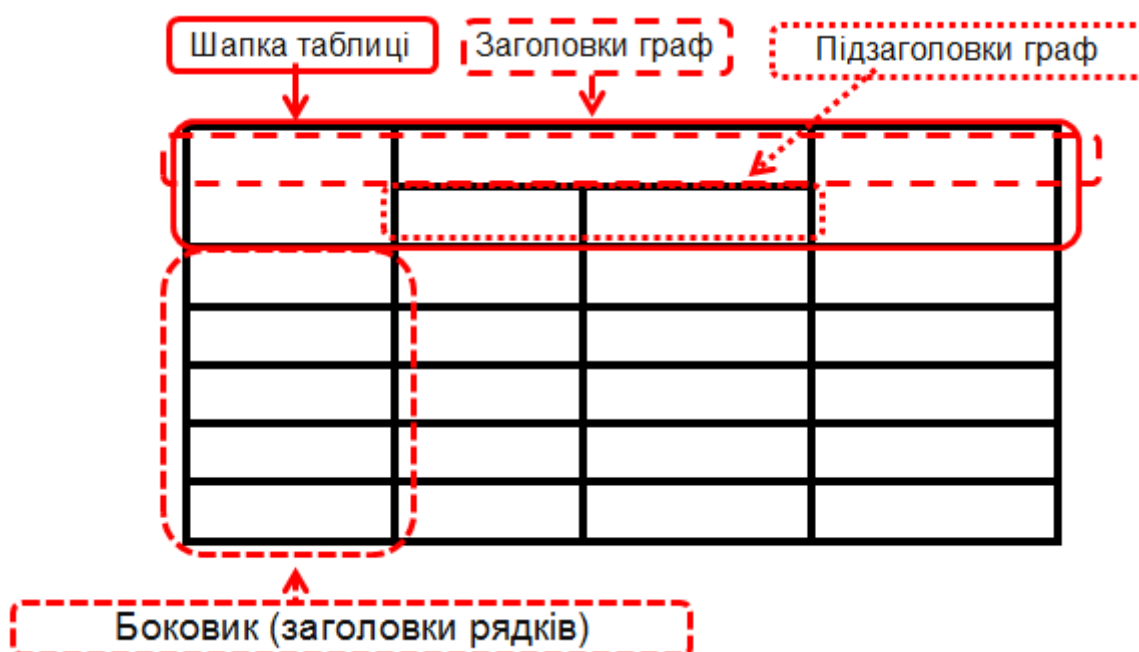 Шапка таблиці
Заголовки граф
Підзаголовки граф
Боковик (заголовки рядків)